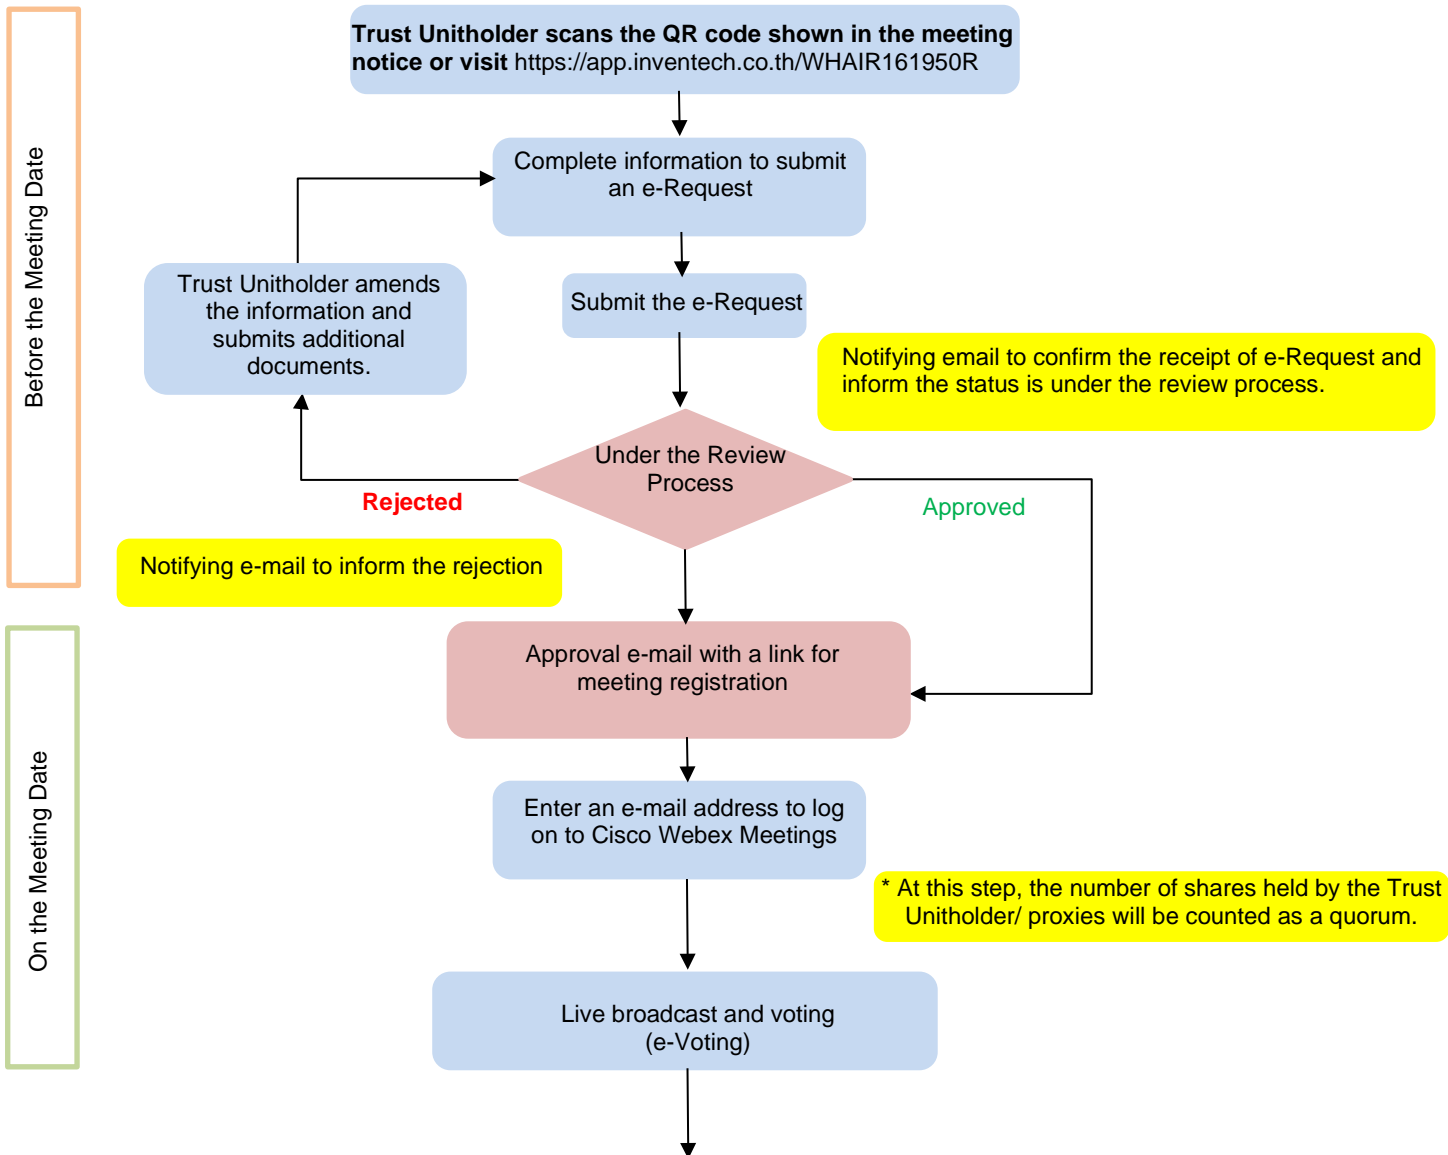 Before the Meeting Date
Trust Unitholder scans the QR code shown in the meeting
notice or visit https://app.inventech.co.th/WHAIR161950R
Complete information to submit
an e-Request
Trust Unitholder amends
the information and
submits additional
documents.
Submit the e-Request
Notifying email to confirm the receipt of e-Request and
inform the status is under the review process.
Under the Review
Process
Rejected
Approved
Notifying e-mail to inform the rejection
On the Meeting Date
Approval e-mail with a link for
meeting registration
Enter an e-mail address to log
on to Cisco Webex Meetings
* At this step, the number of shares held by the Trust
Unitholder/ proxies will be counted as a quorum.
Live broadcast and voting
(e-Voting)